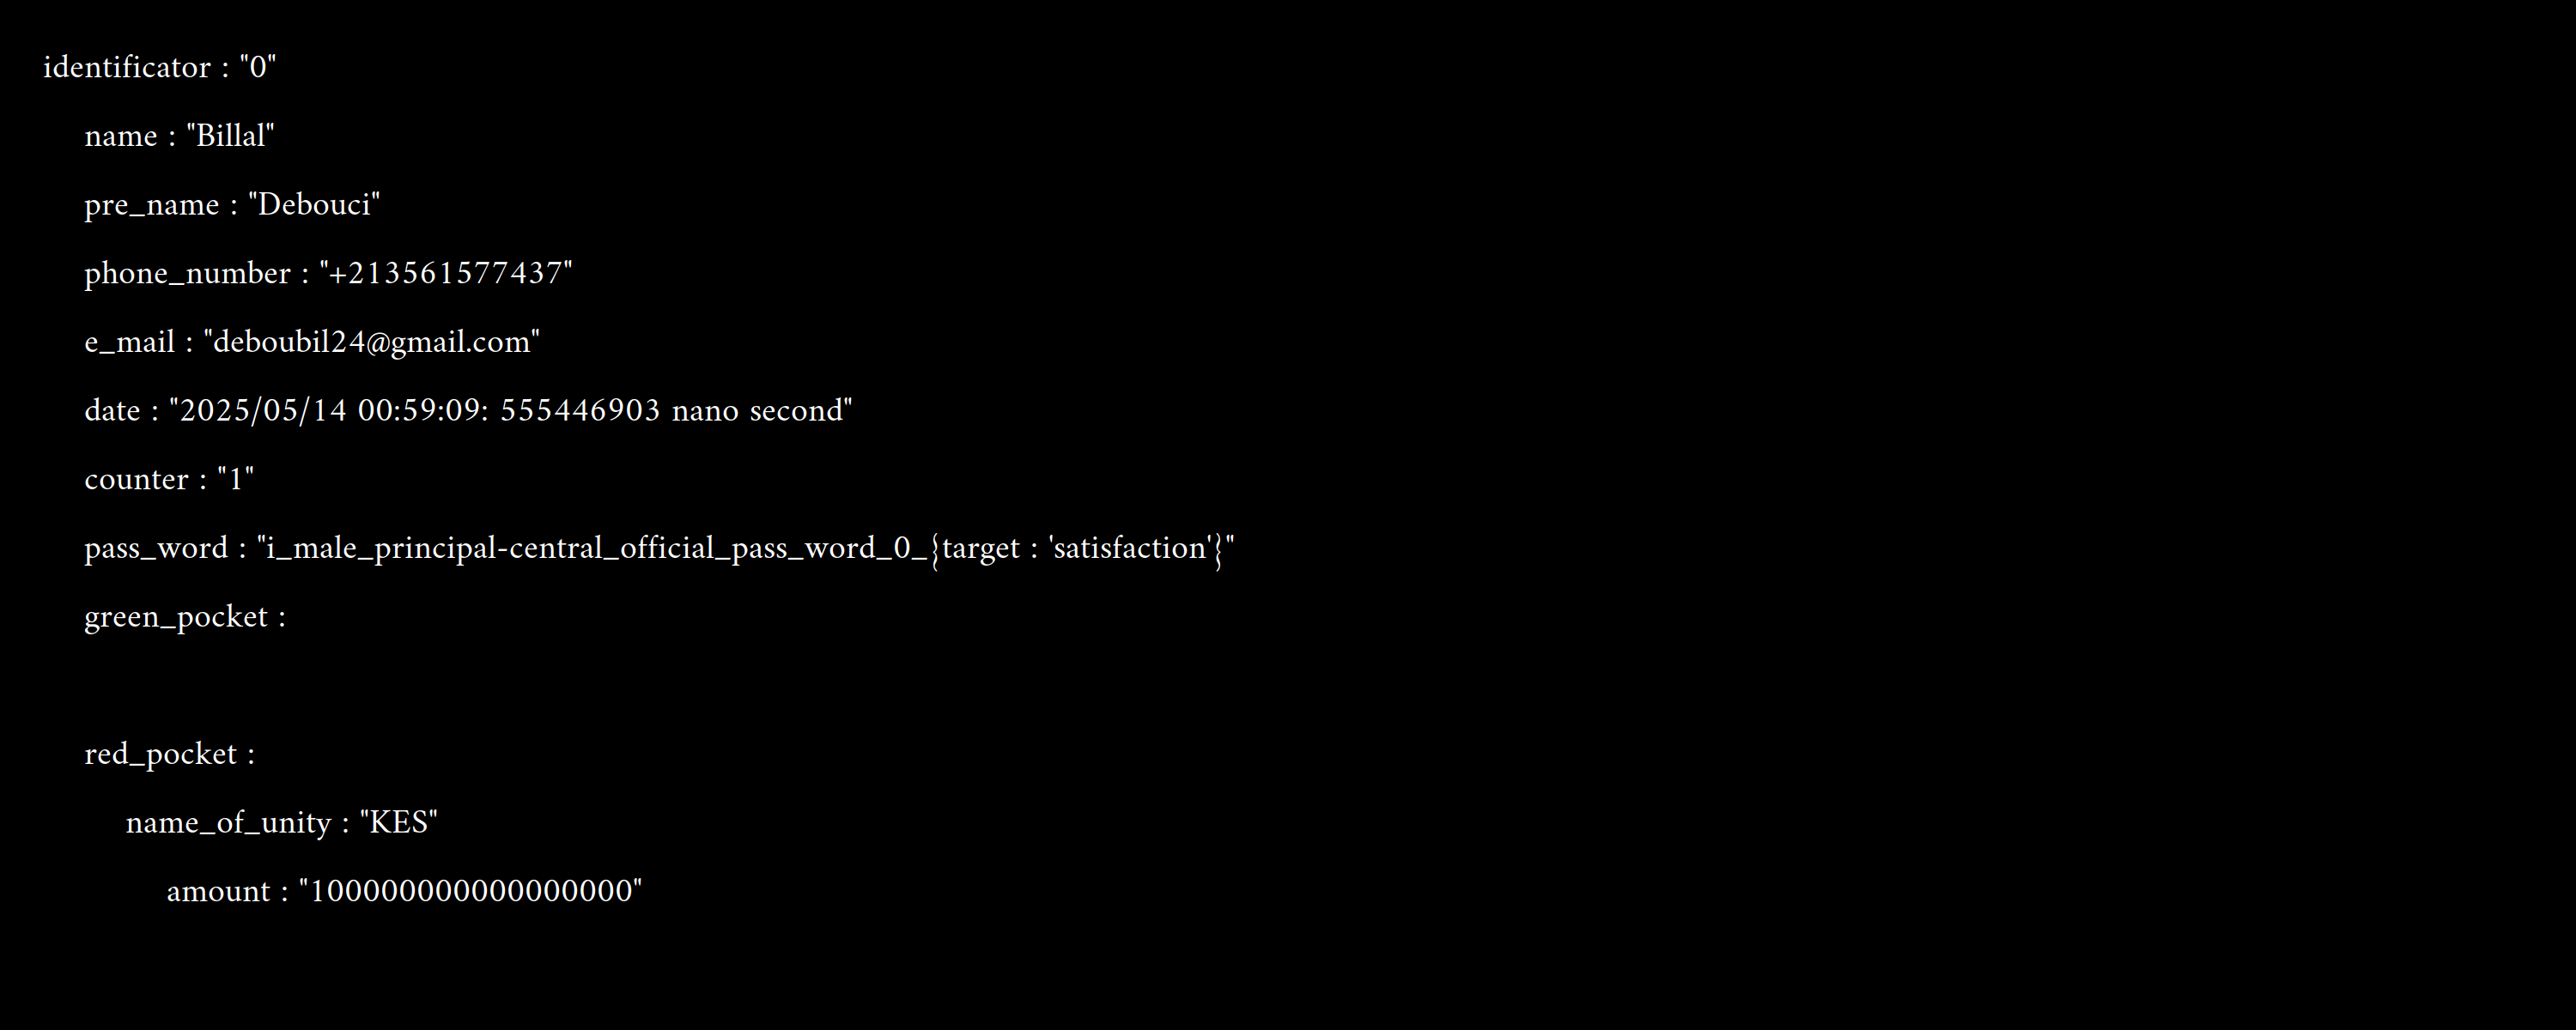 identificator : "0"
name : "Billal"
pre_name : "Debouci"
phone_number : "+213561577437"
e_mail : "deboubil24@gmail.com"
date : "2025/05/14 00:59:09: 555446903 nano second"
counter : "1"
pass_word : "i_male_principal-central_official_pass_word_0_{target : 'satisfaction'}"
green_pocket :
red_pocket :
name_of_unity : "KES"
amount : "100000000000000000"